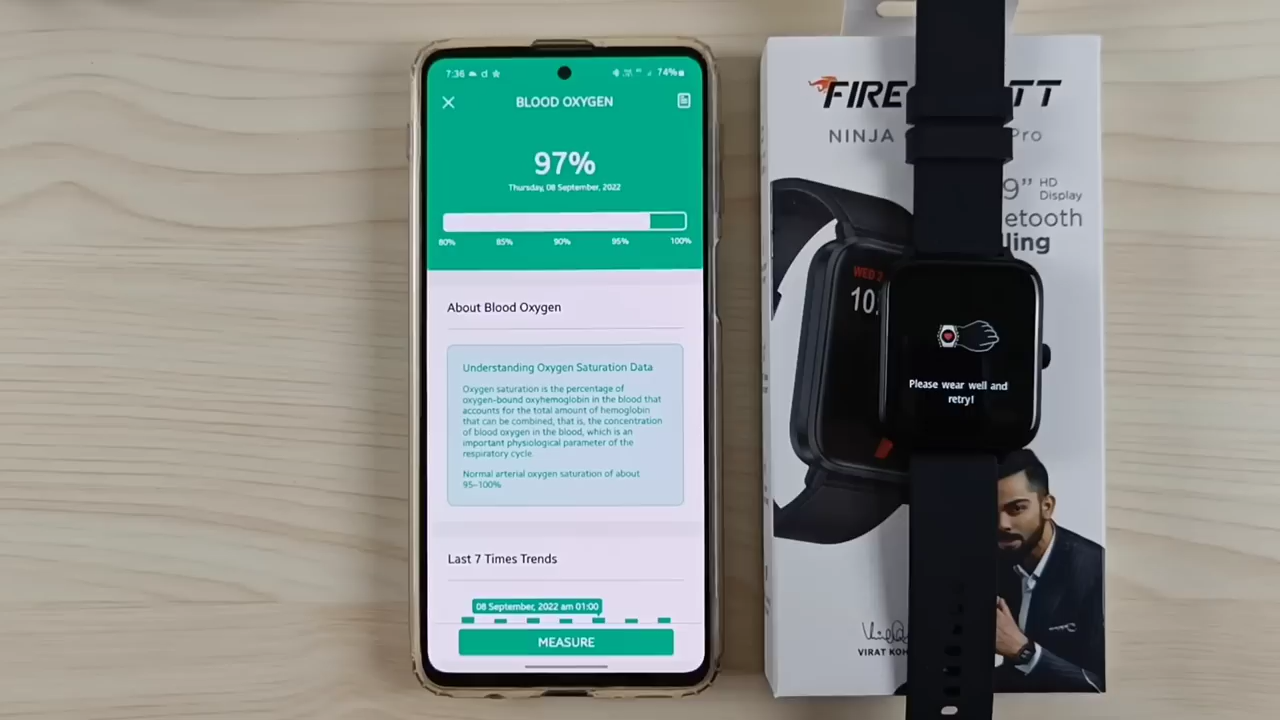 7:36
74%
BLOOD OXYGEN
97%
Thursday, 08 September, 2022
80% 85% 90% 95% 100%
About Blood Oxygen
Understanding Oxygen Saturation Data
Oxygen saturation is the percentage of
oxygen-bound oxyhemoglobin in the blood that
accounts for the total amount of hemoglobin
that can be combined, that is, the concentration
of blood oxygen in the blood, which is an
important physiological parameter of the
respiratory cycle.
Normal arterial oxygen saturation of about
95–100%
Last 7 Times Trends
08 September, 2022 am 01:00
MEASURE
FIRE TT
NINJA Pro
9” HD
Display
etooth
lling
WED 2
10:
Please wear well and
retry!
VIRAT KOH